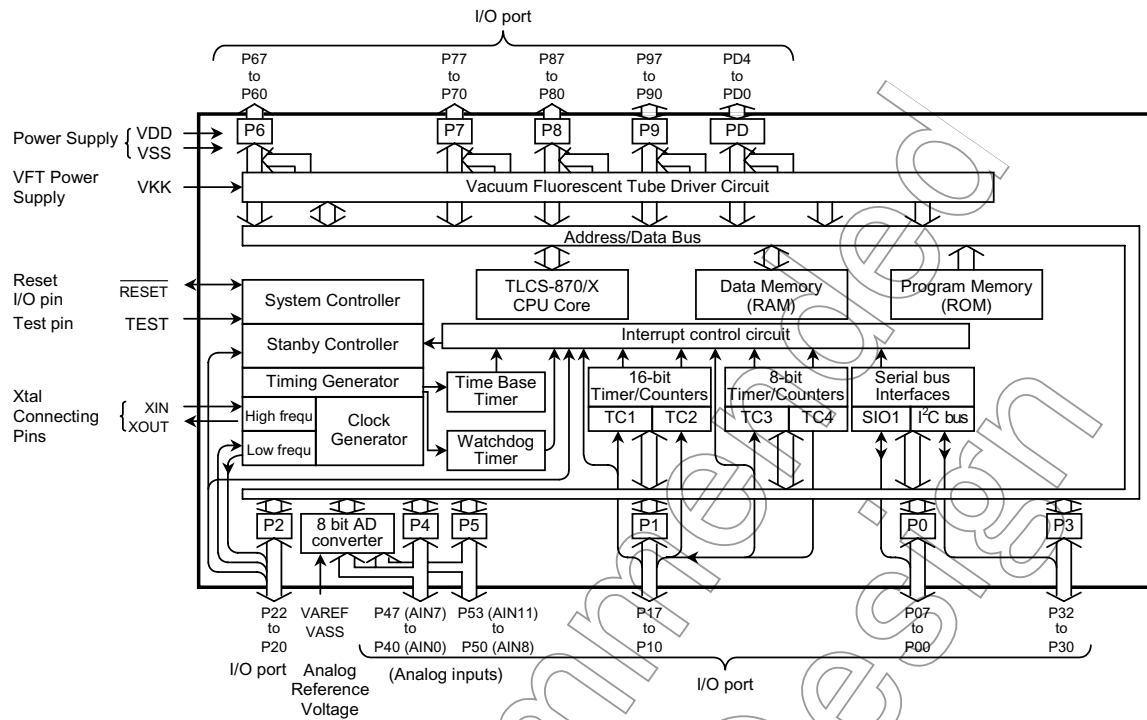 I/O port
P67 P77 P87 P97 PD4
to to to to to
P60 P70 P80 P90 PD0
P6 P7 P8 P9 PD
Power Supply VDD
VSS
VFT Power
Supply
VKK
Vacuum Fluorescent Tube Driver Circuit
Address/Data Bus
Reset
I/O pin
RESET
Test pin
TEST
System Controller
Stanby Controller
TLCS-870/X
CPU Core
Data Memory
(RAM)
Program Memory
(ROM)
Interrupt control circuit
Timing Generator
Time Base
Timer
16-bit
Timer/Counters
TC1 TC2
8-bit
Timer/Counters
TC3 TC4
Serial bus
Interfaces
SIO1 I2C bus
Xtal
Connecting
Pins
XIN
XOUT
High frequ
Low frequ
Clock
Generator
Watchdog
Timer
P2
8 bit AD
converter
P4 P5 P1 P0 P3
P22
to
P20
I/O port
VAREF
VASS
Analog
Reference
Voltage
P47 (AIN7)
to
P40 (AIN0)
P53 (AIN11)
to
P50 (AIN8)
(Analog inputs)
P17
to
P10
P07
to
P00
P32
to
P30
I/O port